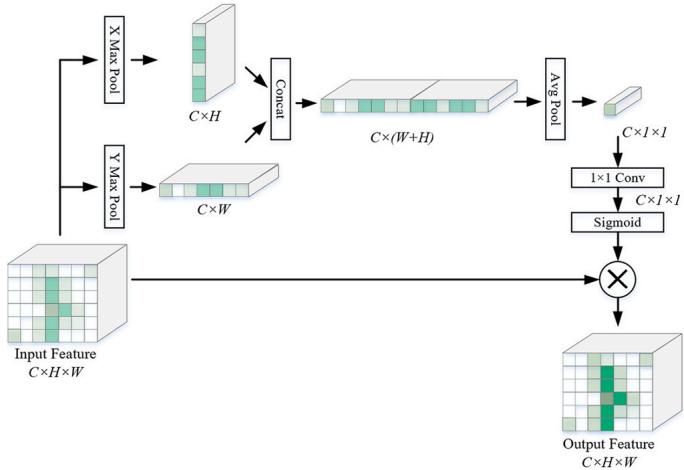 X Max Pool
C×H
Concat
C×(W+H)
Avg Pool
C×1×1
Y Max Pool
C×W
1×1 Conv
C×1×1
Sigmoid
Input Feature
C×H×W
Output Feature
C×H×W